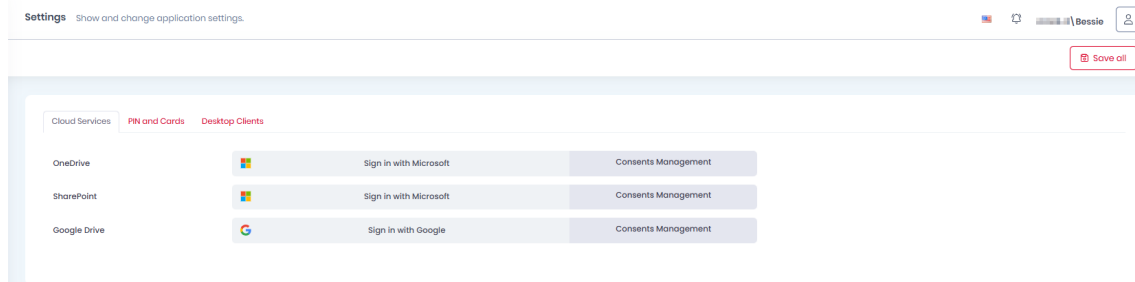 Settings Show and change application settings.
\Bessie
Save all
Cloud Services PIN and Cards Desktop Clients
OneDrive Sign in with Microsoft Consents Management
SharePoint Sign in with Microsoft Consents Management
Google Drive Sign in with Google Consents Management